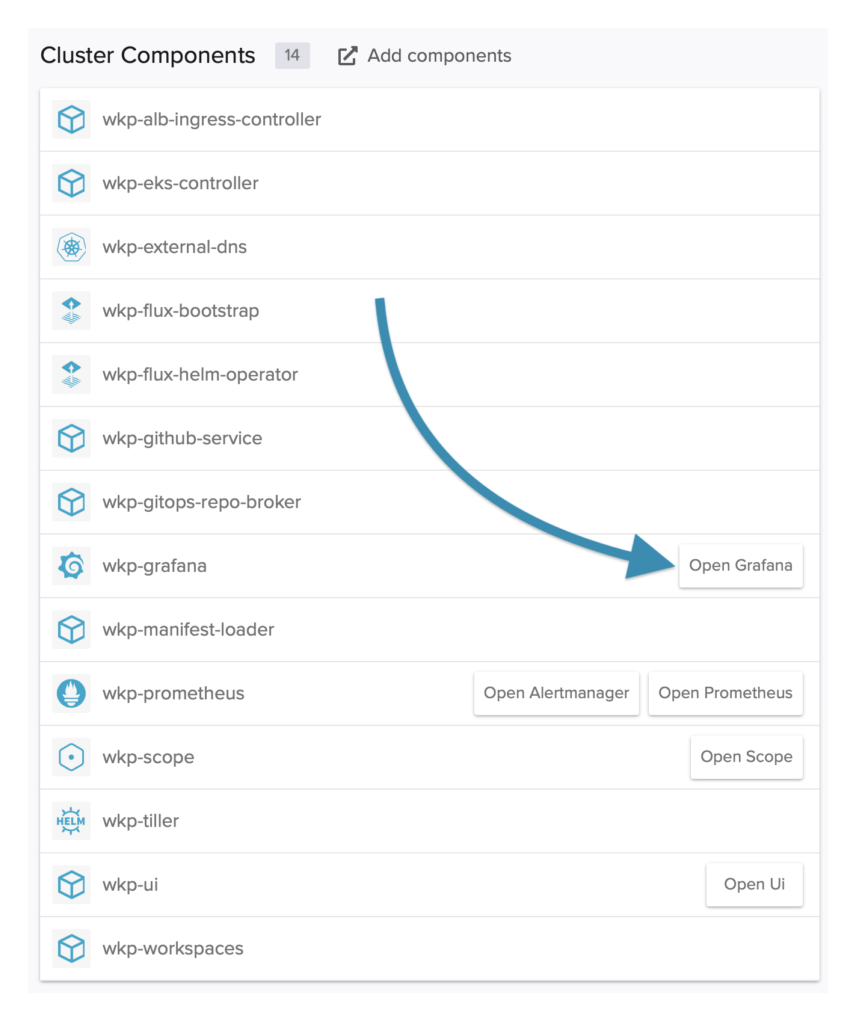 Cluster Components 14 Add components
wkp-alb-ingress-controller
wkp-eks-controller
wkp-external-dns
wkp-flux-bootstrap
wkp-flux-helm-operator
wkp-github-service
wkp-gitops-repo-broker
wkp-grafana Open Grafana
wkp-manifest-loader
wkp-prometheus Open Alertmanager Open Prometheus
wkp-scope Open Scope
HELM wkp-tiller
wkp-ui Open Ui
wkp-workspaces